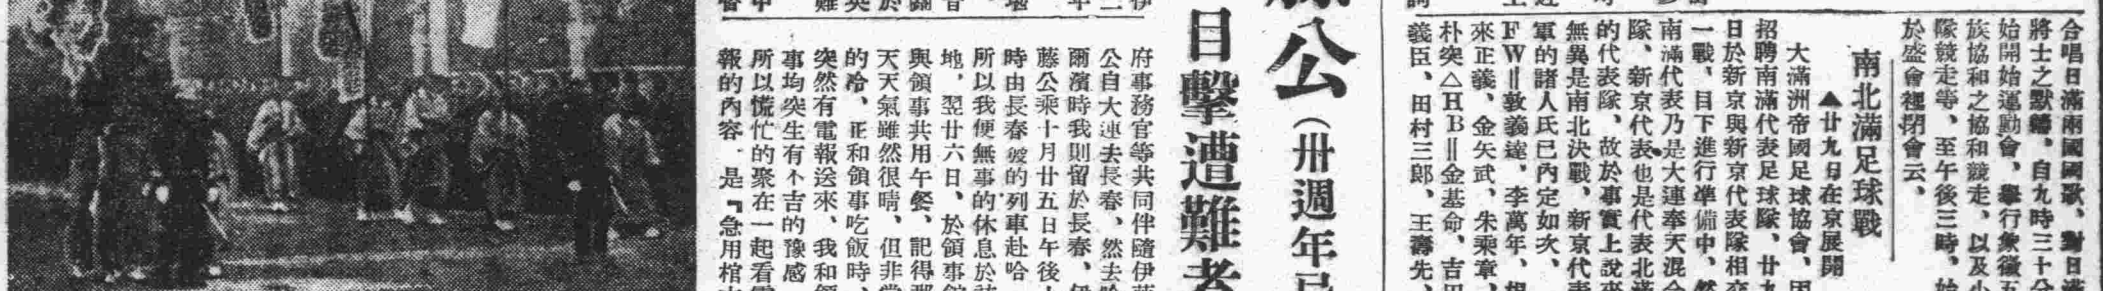 合唱日滿兩國國歌、對日滿
將士之默禱、自九時三十分
始開始運動會、舉行象徵五
族協和之協和競走、以及小
隊競走等、至午後三時、始
於盛會裡閉會云、
南北滿足球戰
▲廿九日在京展開
大滿洲帝國足球協會、因
招聘南滿代表足球隊、廿九
日於新京與新京代表隊相交
一戰、目下進行準備中、然
南滿代表乃是大連奉天混合
隊、新京代表也是代表北滿
的代表隊、故於事實上說來
無異是南北決戰、新京代表
軍的諸人氏已內定如次、
FW‖敦義達、李萬年、
來正義、金矢武、朱乘章、
朴突△HB‖金基命、吉田
義臣、田村三郎、王壽先、
公(卅週年忌
目擊遭難者
府事務官等共同伴隨伊藤
公自大連去長春、然去哈
爾濱時我則留於長春、伊
藤公乘十月廿五日午後
時由長春發的列車赴哈
所以我便無事的休息於該
地、翌廿六日、於領事館
與領事共用午餐、記得那
天天氣雖然很晴、但非常
的冷、正和領事吃飯時、
突然有電報送來、我和領
事均突生有不吉的豫感
所以慌忙的聚在一起看電
報的內容．是『急用棺